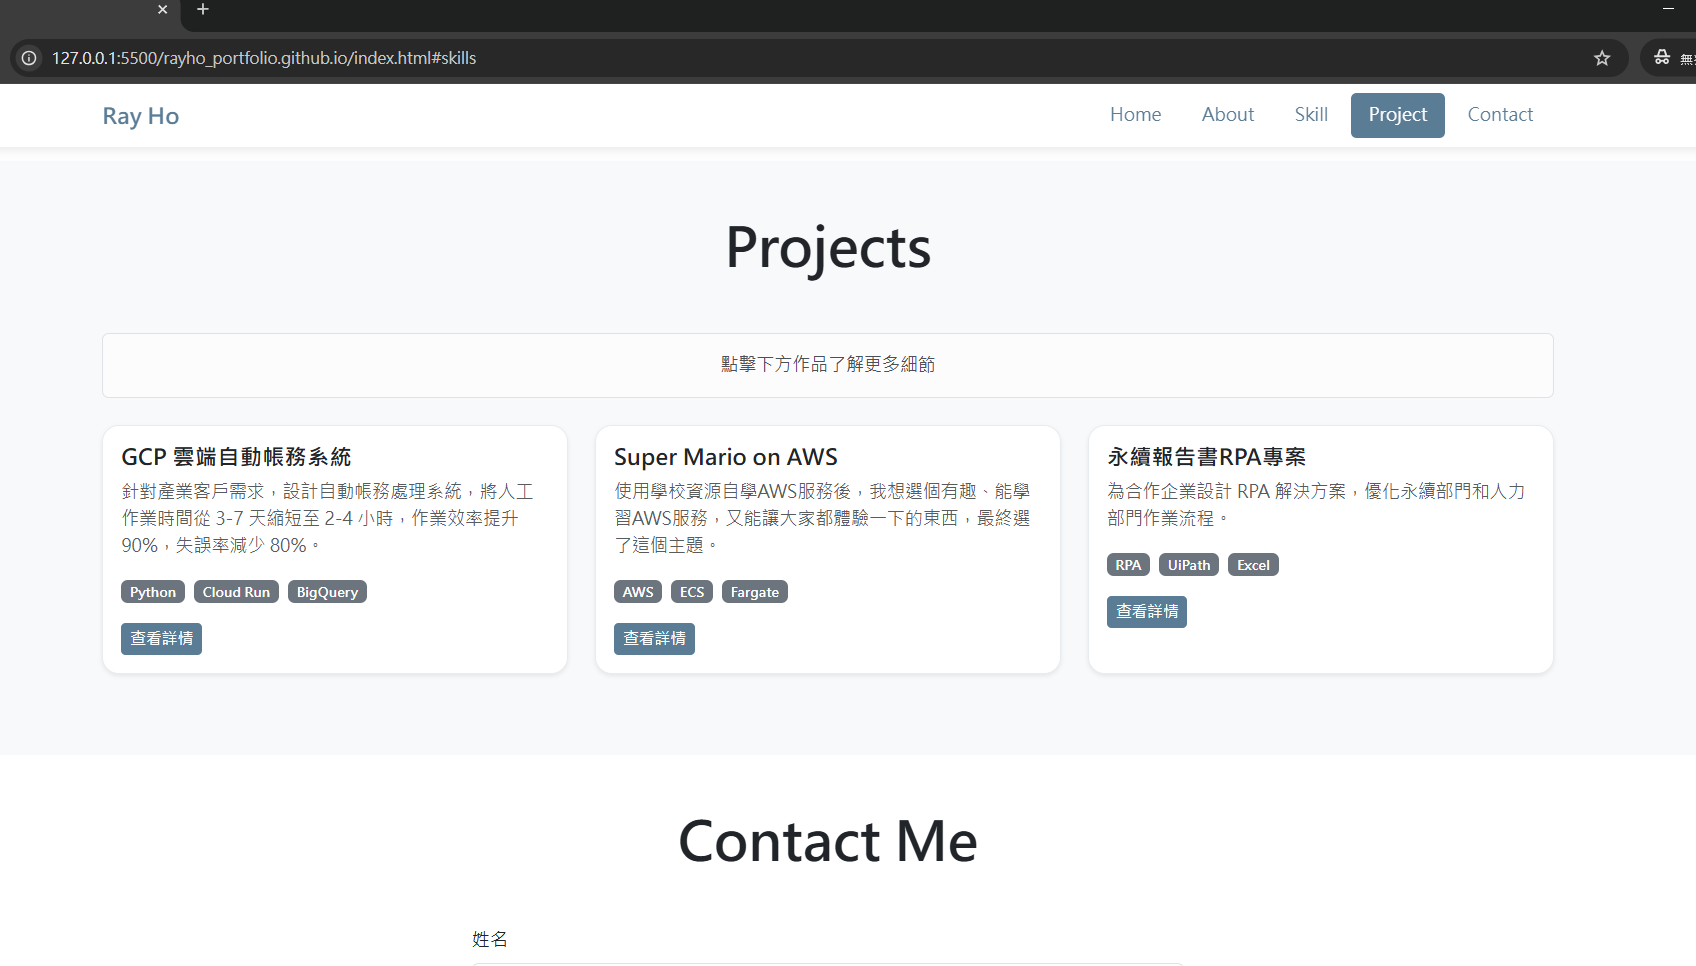 127.0.0.1:5500/rayho_portfolio.github.io/index.html#skills
Ray Ho
Home
About
Skill
Project
Contact
Projects
點擊下方作品了解更多細節
GCP 雲端自動帳務系統
針對產業客戶需求，設計自動帳務處理系統，將人工
作業時間從 3-7 天縮短至 2-4 小時，作業效率提升
90%，失誤率減少 80%。
Python
Cloud Run
BigQuery
查看詳情
Super Mario on AWS
使用學校資源自學AWS服務後，我想選個有趣、能學
習AWS服務，又能讓大家都體驗一下的東西，最終選
了這個主題。
AWS
ECS
Fargate
查看詳情
永續報告書RPA專案
為合作企業設計 RPA 解決方案，優化永續部門和人力
部門作業流程。
RPA
UiPath
Excel
查看詳情
Contact Me
姓名